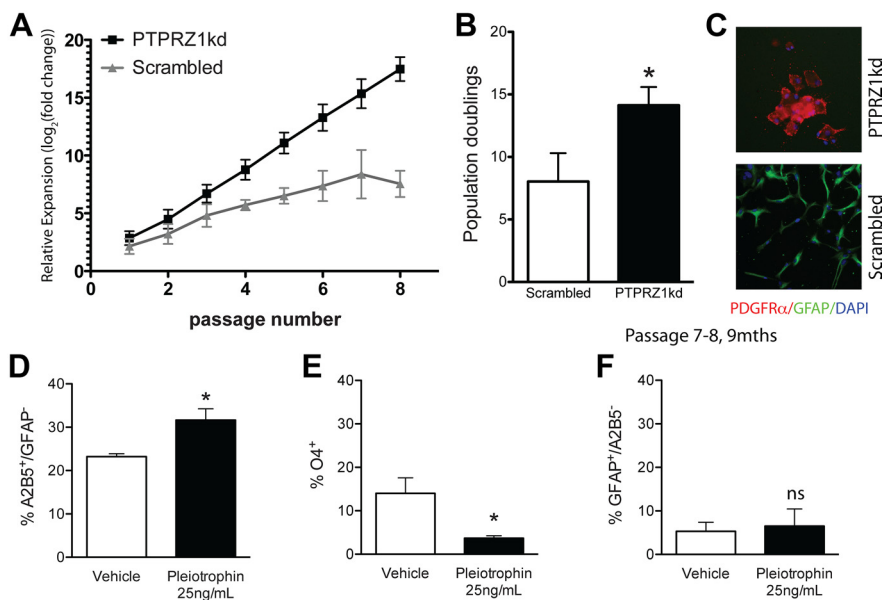 A
PTPRZ1kd
Scrambled
Relative Expansion (log2(fold change))
20
15
10
5
0
0 2 4 6 8
passage number
B
*
Population doublings
20
15
10
5
0
Scrambled PTPRZ1kd
C
PTPRZ1kd
Scrambled
PDGFRα/GFAP/DAPI
Passage 7-8, 9mths
D
% A2B5+/GFAP-
40
30
20
10
0
*
Vehicle Pleiotrophin
25ng/mL
E
% O4+
40
30
20
10
0
*
Vehicle Pleiotrophin
25ng/mL
F
% GFAP+/A2B5-
40
30
20
10
0
ns
Vehicle Pleiotrophin
25ng/mL